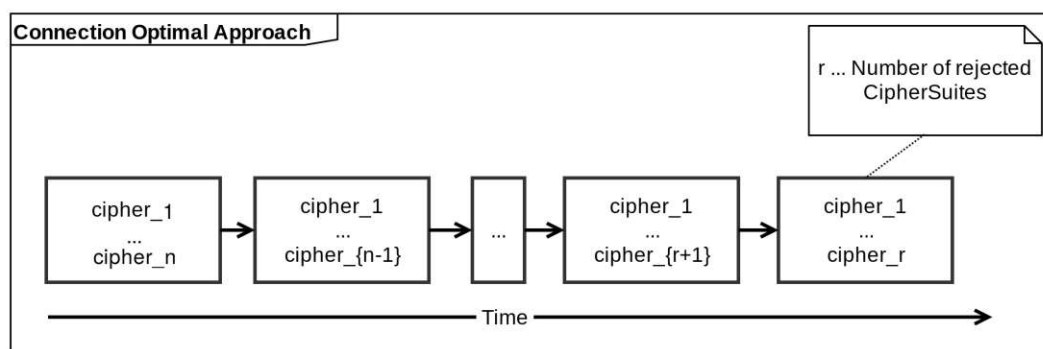 Connection Optimal Approach
r ... Number of rejected
CipherSuites
cipher_1
...
cipher_n
cipher_1
...
cipher_{n-1}
...
cipher_1
...
cipher_{r+1}
cipher_1
...
cipher_r
Time